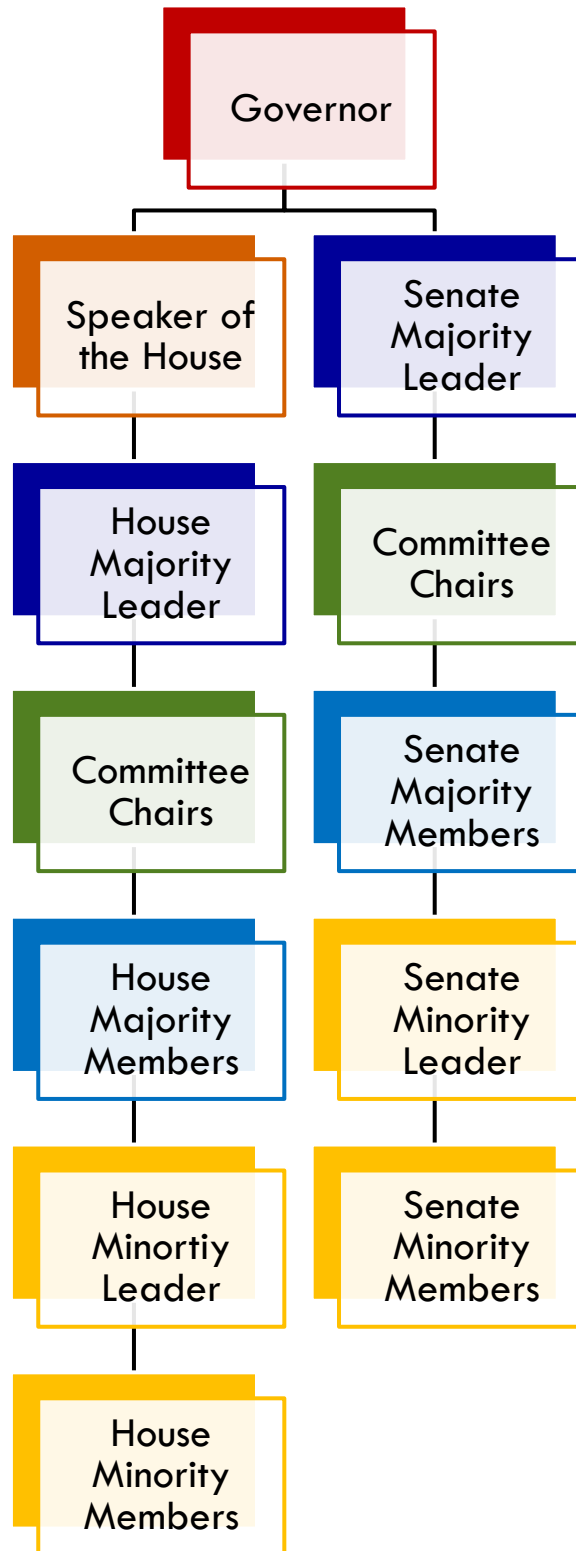 Governor
Speaker of
the House
Senate
Majority
Leader
House
Majority
Leader
Committee
Chairs
Committee
Chairs
Senate
Majority
Members
House
Majority
Members
Senate
Minority
Leader
House
Minortiy
Leader
Senate
Minority
Members
House
Minority
Members